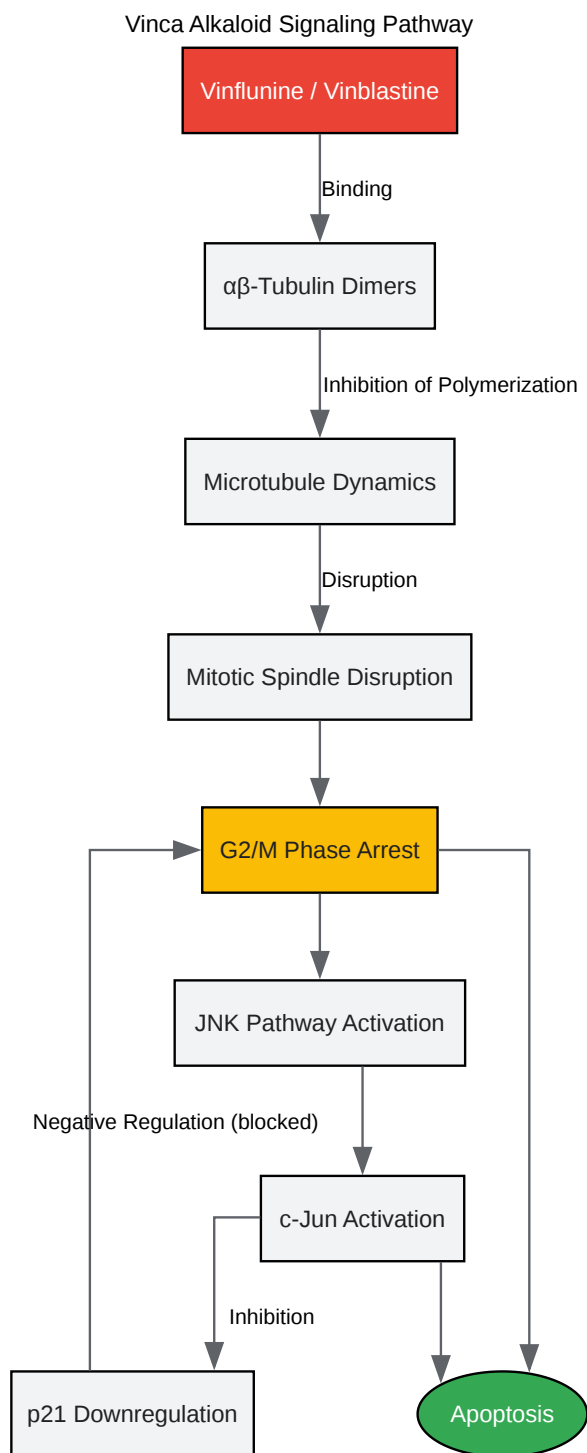 Vinca Alkaloid Signaling Pathway
Vinflunine / Vinblastine
Binding
αβ-Tubulin Dimers
Inhibition of Polymerization
Microtubule Dynamics
Disruption
Mitotic Spindle Disruption
G2/M Phase Arrest
JNK Pathway Activation
Negative Regulation (blocked)
c-Jun Activation
Inhibition
p21 Downregulation
Apoptosis